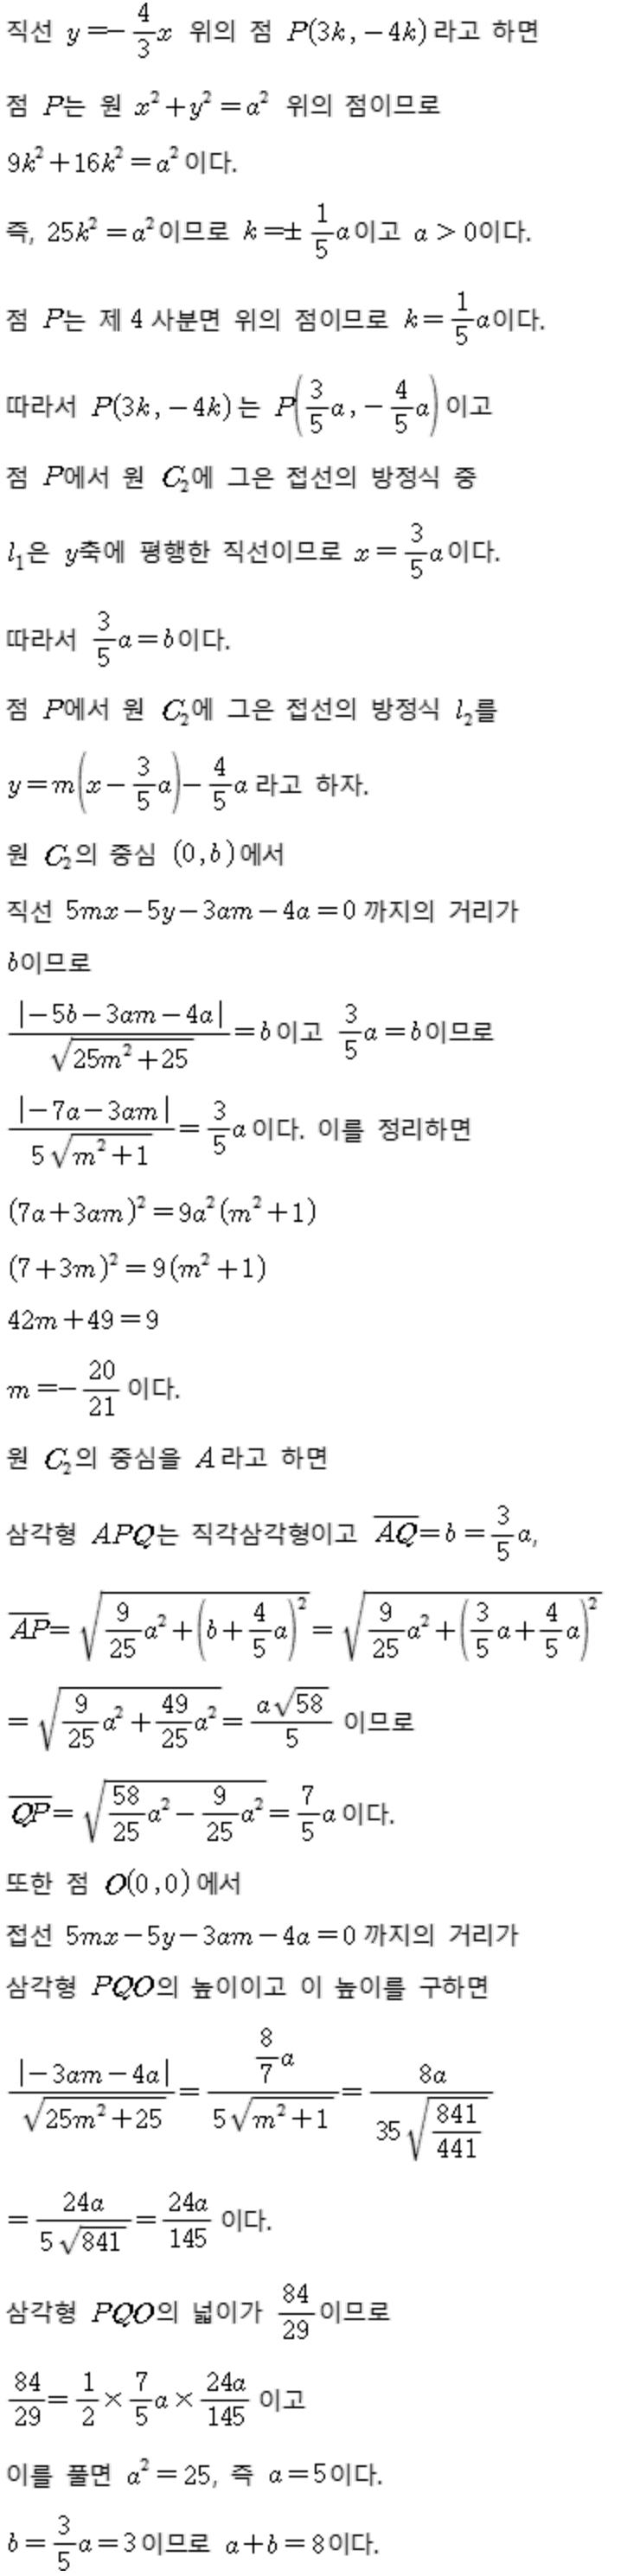 직선 y=-4/3x 위의 점 P(3k, -4k)라고 하면
점 P는 원 x²+y²=a² 위의 점이므로
9k²+16k²=a²이다.
즉, 25k²=a²이므로 k=±1/5a이고 a>0이다.
점 P는 제 4 사분면 위의 점이므로 k=1/5a이다.
따라서 P(3k, -4k)는 P(3/5a, -4/5a)이고
점 P에서 원 C₂에 그은 접선의 방정식 중
l₁은 y축에 평행한 직선이므로 x=3/5a이다.
따라서 3/5a=b이다.
점 P에서 원 C₂에 그은 접선의 방정식 l₂를
y=m(x-3/5a)-4/5a 라고 하자.
원 C₂의 중심 (0, b)에서
직선 5mx-5y-3am-4a=0 까지의 거리가
b이므로
|-5b-3am-4a|/√(25m²+25)=b이고 3/5a=b이므로
|-7a-3am|/(5√(m²+1))=3/5a이다. 이를 정리하면
(7a+3am)²=9a²(m²+1)
(7+3m)²=9(m²+1)
42m+49=9
m=-20/21 이다.
원 C₂의 중심을 A라고 하면
삼각형 APQ는 직각삼각형이고 A̅Q̅=b=3/5a,
A̅P̅=√(9/25a²+(b+4/5a)²)=√(9/25a²+(3/5a+4/5a)²)
=√(9/25a²+49/25a²)=a√58/5 이므로
Q̅P̅=√(58/25a²-9/25a²)=7/5a이다.
또한 점 O(0, 0)에서
접선 5mx-5y-3am-4a=0 까지의 거리가
삼각형 PQO의 높이이고 이 높이를 구하면
|-3am-4a|/√(25m²+25)=(8/7a)/(5√(m²+1))=8a/(35√(841/441))
=24a/(5√841)=24a/145 이다.
삼각형 PQO의 넓이가 84/29이므로
84/29=1/2×7/5a×24a/145 이고
이를 풀면 a²=25, 즉 a=5이다.
b=3/5a=3이므로 a+b=8이다.